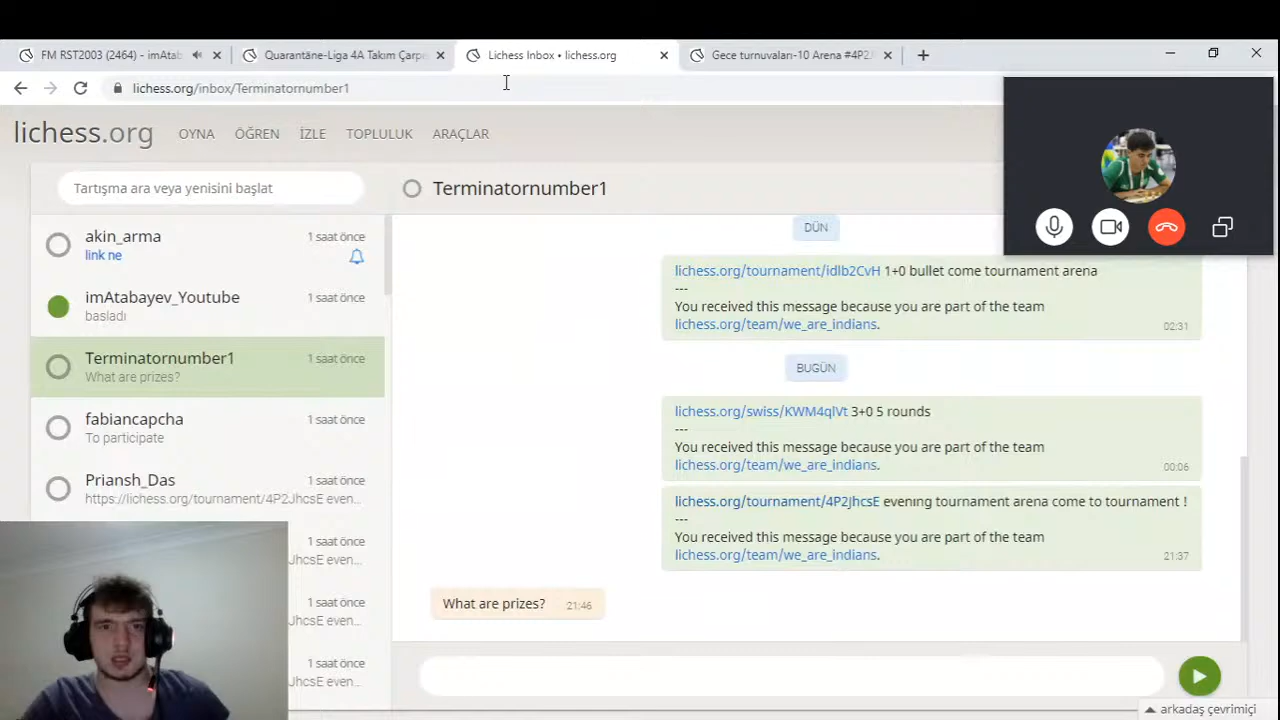 FM RST2003 (2464) - imAtab
Quarantäne-Liga 4A Takım Çarpı
Lichess Inbox • lichess.org
Gece turnuvaları-10 Arena #4P2
lichess.org/inbox/Terminatornumber1
lichess.org OYNA ÖĞREN İZLE TOPLULUK ARAÇLAR
Tartışma ara veya yenisini başlat
akin_arma 1 saat önce
link ne
imAtabayev_Youtube 1 saat önce
basladı
Terminatornumber1 1 saat önce
What are prizes?
fabiancapcha 1 saat önce
To participate
Priansh_Das 1 saat önce
https://lichess.org/tournament/4P2JhcsE even...
1 saat önce
JhcsE even...
1 saat önce
JhcsE even...
1 saat önce
JhcsE even...
Terminatornumber1
DÜN
lichess.org/tournament/idlb2CvH 1+0 bullet come tournament arena
---
You received this message because you are part of the team
lichess.org/team/we_are_indians.
02:31
BUGÜN
lichess.org/swiss/KWM4qlVt 3+0 5 rounds
---
You received this message because you are part of the team
lichess.org/team/we_are_indians.
00:06
lichess.org/tournament/4P2JhcsE evenıng tournament arena come to tournament !
---
You received this message because you are part of the team
lichess.org/team/we_are_indians.
21:37
What are prizes? 21:46
arkadaş çevrimiçi